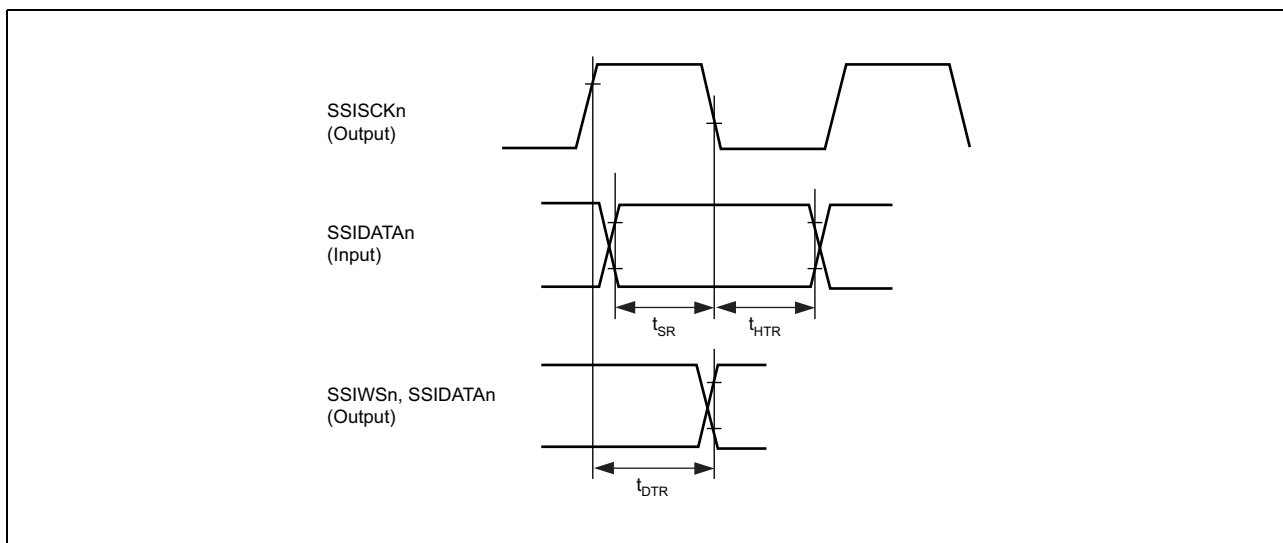 SSISCKn
(Output)
SSIDATAn
(Input)
tSR
tHTR
SSIWSn, SSIDATAn
(Output)
tDTR